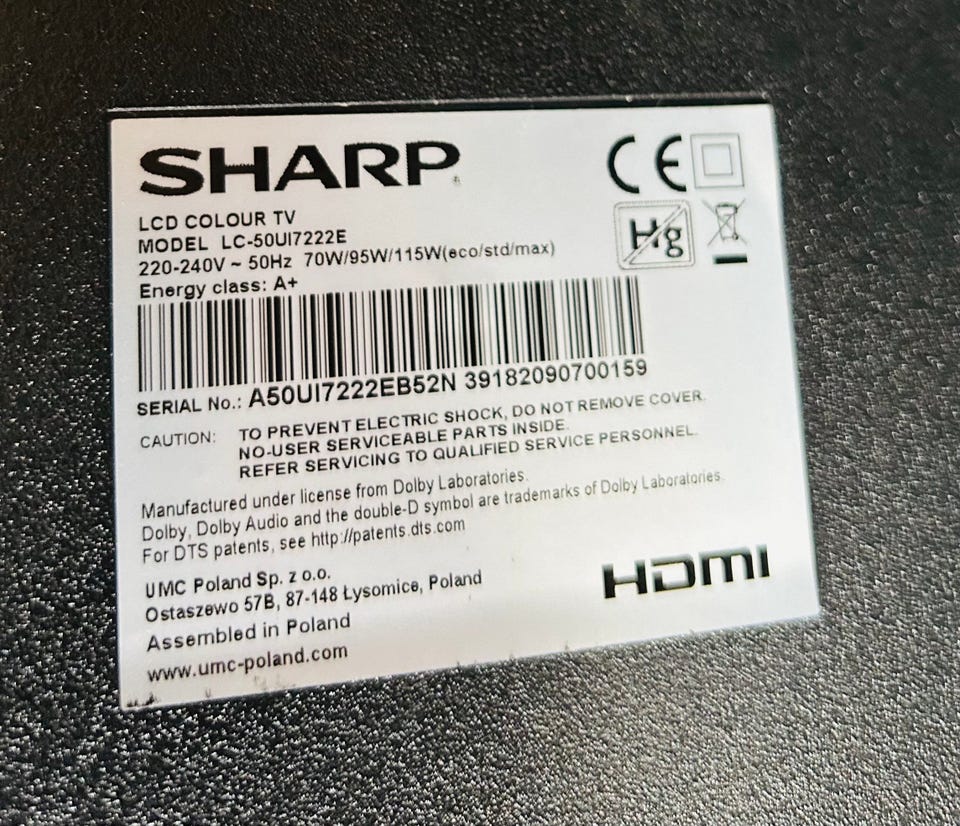 SHARP
LCD COLOUR TV
MODEL LC-50UI7222E
220-240V ~ 50Hz 70W/95W/115W(eco/std/max)
Energy class: A+
CE
Hg
SERIAL No.: A50UI7222EB52N 39182090700159
CAUTION: TO PREVENT ELECTRIC SHOCK, DO NOT REMOVE COVER.
NO-USER SERVICEABLE PARTS INSIDE.
REFER SERVICING TO QUALIFIED SERVICE PERSONNEL.
Manufactured under license from Dolby Laboratories.
Dolby, Dolby Audio and the double-D symbol are trademarks of Dolby Laboratories.
For DTS patents, see http://patents.dts.com
UMC Poland Sp. z o.o.
Ostaszewo 57B, 87-148 Łysomice, Poland
Assembled in Poland
www.umc-poland.com
HDMI